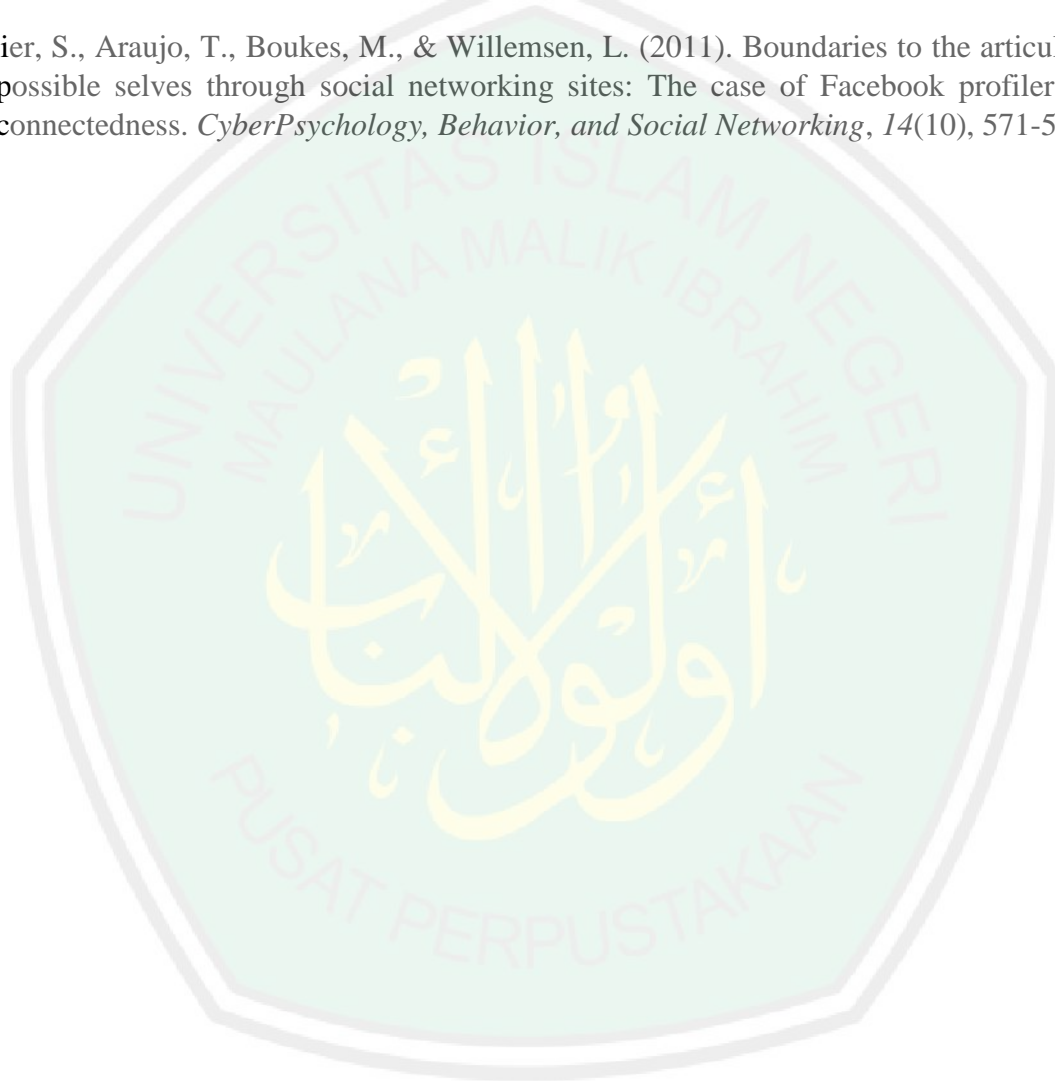 ier, S., Araujo, T., Boukes, M., & Willemsen, L. (2011). Boundaries to the articul
possible selves through social networking sites: The case of Facebook profiler
connectedness. CyberPsychology, Behavior, and Social Networking, 14(10), 571-5
UNIVERSITAS ISLAM NEGERI
MAULANA MALIK IBRAHIM
أولوا الألباب
PUSAT PERPUSTAKAAN